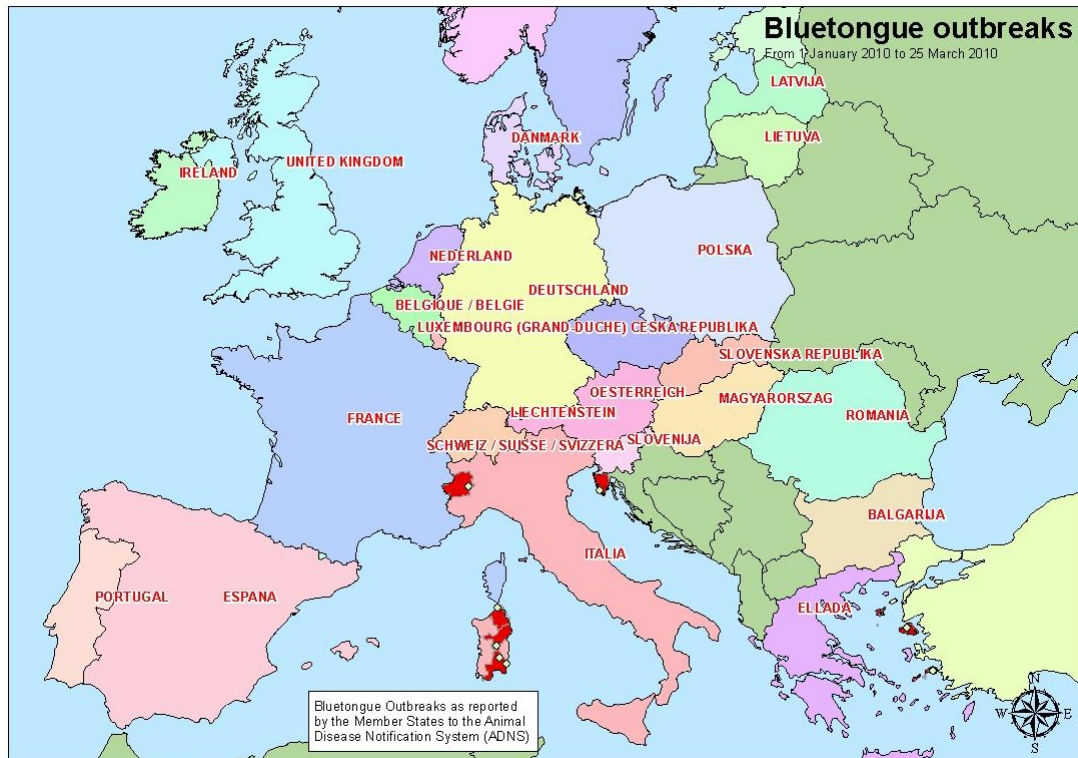 Bluetongue outbreaks
From 1 January 2010 to 25 March 2010
LATVIJA
LIETUVA
DANMARK
IRELAND
UNITED KINGDOM
POLSKA
NEDERLAND
DEUTSCHLAND
BELGIQUE / BELGIE
LUXEMBOURG (GRAND-DUCHE)
CESKA REPUBLIKA
SLOVENSKA REPUBLIKA
OESTERREICH
MAGYARORSZAG
FRANCE
LIECHTENSTEIN
ROMANIA
SCHWEIZ / SUISSE / SVIZZERA
SLOVENIJA
BALGARIJA
ITALIA
PORTUGAL
ESPANA
ELLADA
Bluetongue Outbreaks as reported
by the Member States to the Animal
Disease Notification System (ADNS)
N
W
E
S